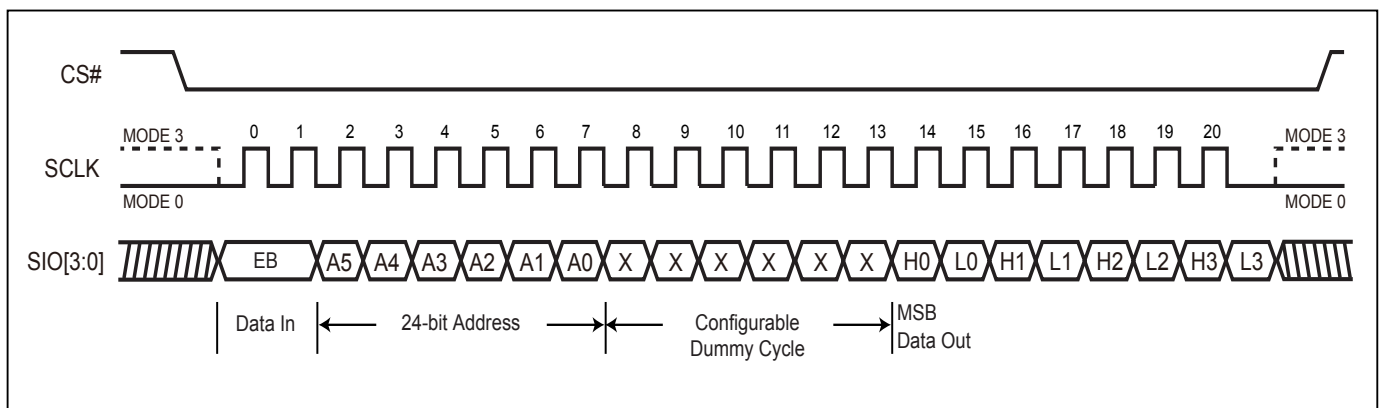 CS#
MODE 3
0 1 2 3 4 5 6 7 8 9 10 11 12 13 14 15 16 17 18 19 20
MODE 3
SCLK
MODE 0
MODE 0
SIO[3:0]
EB A5 A4 A3 A2 A1 A0 X X X X X X H0 L0 H1 L1 H2 L2 H3 L3
Data In
24-bit Address
Configurable
Dummy Cycle
MSB
Data Out